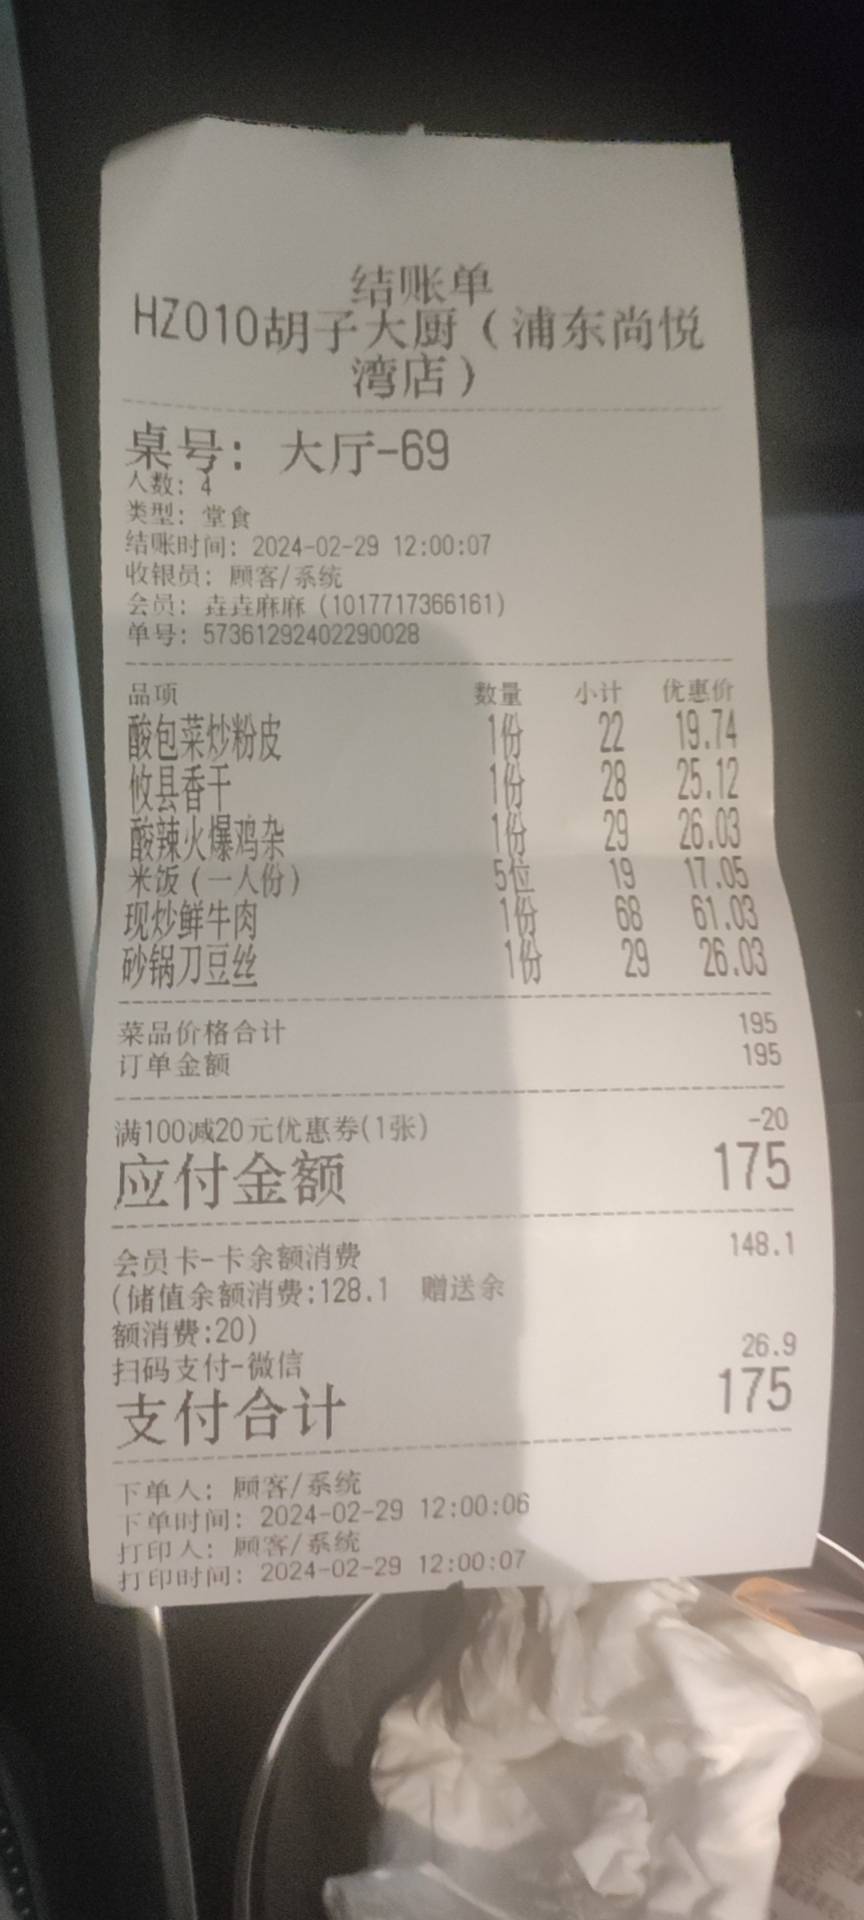 结账单
HZ010胡子大厨（浦东尚悦
湾店）
桌号：大厅-69
人数：4
类型：堂食
结账时间：2024-02-29 12:00:07
收银员：顾客/系统
会员：垚垚麻麻（1017717366161）
单号：57361292402290028
品项 数量 小计 优惠价
酸包菜炒粉皮 1份 22 19.74
攸县香干 1份 28 25.12
酸辣火爆鸡杂 1份 29 26.03
米饭（一人份） 5位 19 17.05
现炒鲜牛肉 1份 68 61.03
砂锅刀豆丝 1份 29 26.03
菜品价格合计 195
订单金额 195
满100减20元优惠券(1张) -20
应付金额 175
会员卡-卡余额消费 148.1
(储值余额消费:128.1 赠送余
额消费:20)
扫码支付-微信 26.9
支付合计 175
下单人：顾客/系统
下单时间：2024-02-29 12:00:06
打印人：顾客/系统
打印时间：2024-02-29 12:00:07